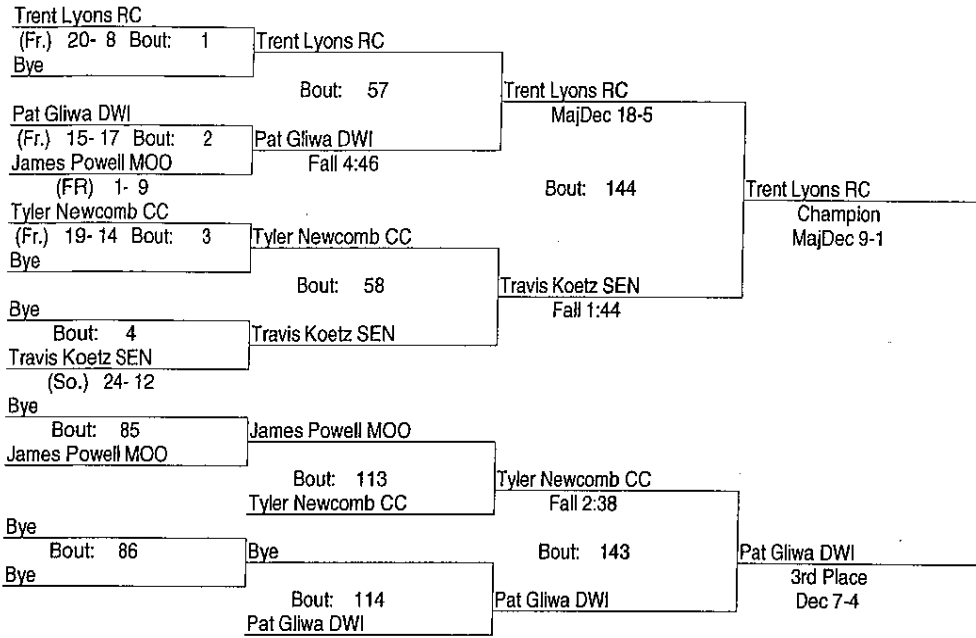 Trent Lyons RC
(Fr.) 20- 8 Bout: 1
Bye
Trent Lyons RC
Bout: 57
Pat Gliwa DWI
(Fr.) 15- 17 Bout: 2
James Powell MOO
(FR) 1- 9
Pat Gliwa DWI
Fall 4:46
Trent Lyons RC
MajDec 18-5
Tyler Newcomb CC
(Fr.) 19- 14 Bout: 3
Bye
Tyler Newcomb CC
Bout: 58
Bye
Bout: 4
Travis Koetz SEN
(So.) 24- 12
Travis Koetz SEN
Travis Koetz SEN
Fall 1:44
Bout: 144
Trent Lyons RC
Champion
MajDec 9-1
Bye
Bout: 85
James Powell MOO
James Powell MOO
Bout: 113
Tyler Newcomb CC
Tyler Newcomb CC
Fall 2:38
Bye
Bout: 86
Bye
Bye
Bout: 114
Pat Gliwa DWI
Pat Gliwa DWI
Bout: 143
Pat Gliwa DWI
3rd Place
Dec 7-4